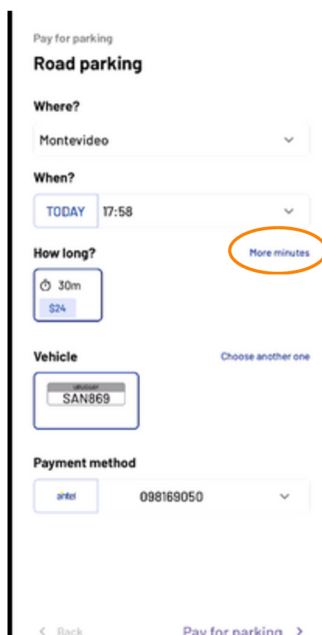 Pay for parking
Road parking
Where?
Montevideo
When?
TODAY 17:58
How long? More minutes
30m
$24
Vehicle Choose another one
SAN869
Payment method
antel 098169050
< Back Pay for parking >